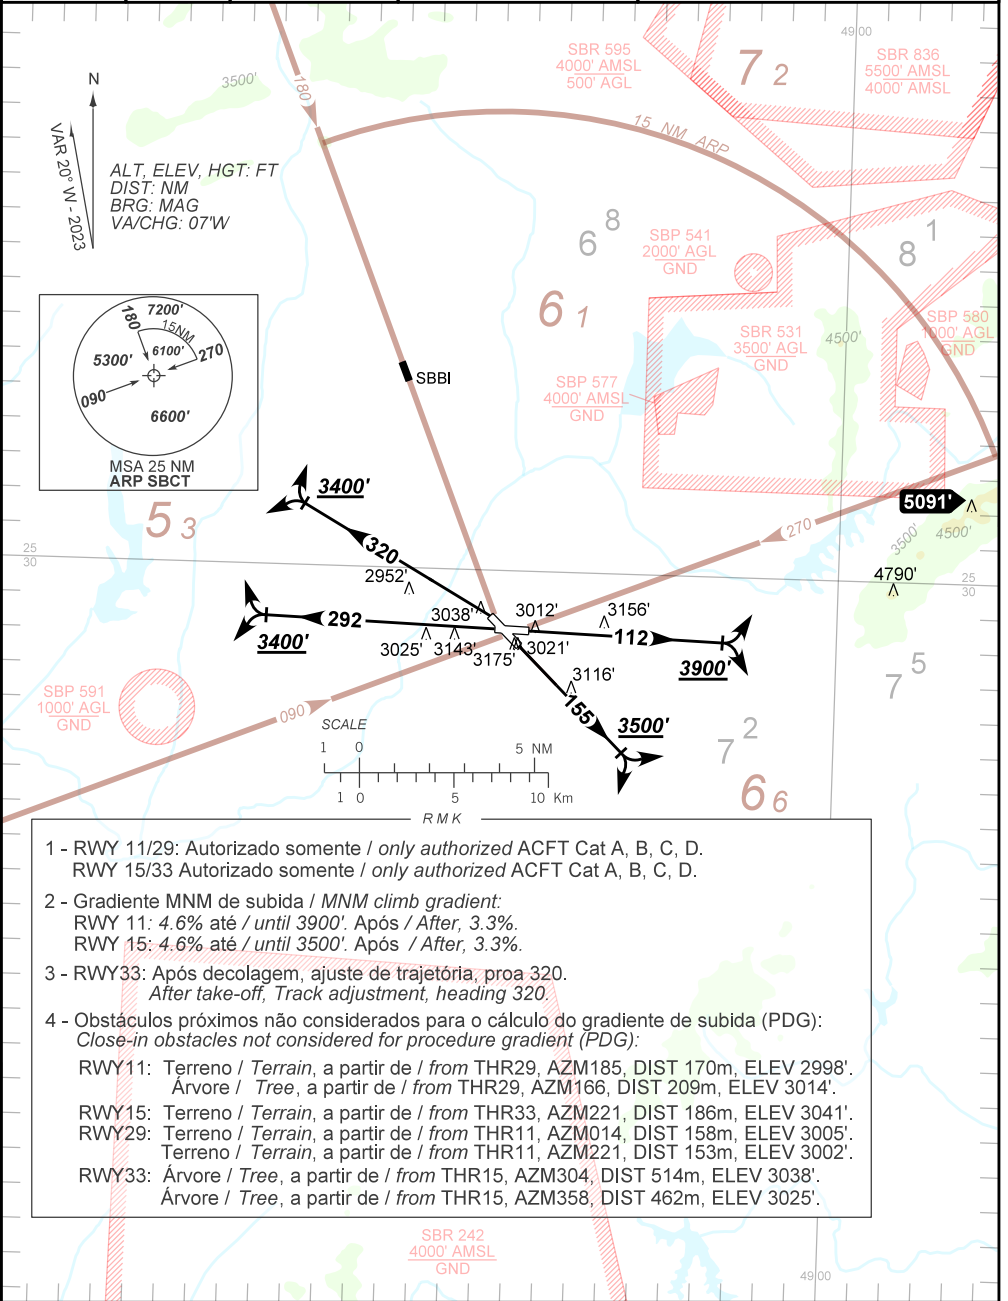 49 00
SBR 595
4000' AMSL
500' AGL
7 2
SBR 836
5500' AMSL
4000' AMSL
3500'
180
N
VAR 20° W - 2023
15 NM ARP
ALT, ELEV, HGT: FT
DIST: NM
BRG: MAG
VA/CHG: 07'W
6 8
8 1
SBP 541
2000' AGL
GND
6 1
7200'
180
15NM
5300'
6100'
270
090
6600'
MSA 25 NM
ARP SBCT
SBP 580
1000' AGL
GND
SBR 531
3500' AGL
GND
4500'
SBBI
SBP 577
4000' AMSL
GND
3400'
5 3
5091'
270
3500'
4500'
320
25
30
2952'
4790'
25
30
3038'
3012'
3156'
292
3400'
3025'
3143'
3175'
3021'
112
3900'
3116'
155
3500'
7 5
SBP 591
1000' AGL
GND
090
7 2
6 6
SCALE
1 0 5 NM
1 0 5 10 Km
RMK
1 - RWY 11/29: Autorizado somente / only authorized ACFT Cat A, B, C, D.
RWY 15/33 Autorizado somente / only authorized ACFT Cat A, B, C, D.
2 - Gradiente MNM de subida / MNM climb gradient:
RWY 11: 4.6% até / until 3900'. Após / After, 3.3%.
RWY 15: 4.6% até / until 3500'. Após / After, 3.3%.
3 - RWY33: Após decolagem, ajuste de trajetória, proa 320.
After take-off, Track adjustment, heading 320.
4 - Obstáculos próximos não considerados para o cálculo do gradiente de subida (PDG):
Close-in obstacles not considered for procedure gradient (PDG):
RWY11: Terreno / Terrain, a partir de / from THR29, AZM185, DIST 170m, ELEV 2998'.
Árvore / Tree, a partir de / from THR29, AZM166, DIST 209m, ELEV 3014'.
RWY15: Terreno / Terrain, a partir de / from THR33, AZM221, DIST 186m, ELEV 3041'.
RWY29: Terreno / Terrain, a partir de / from THR11, AZM014, DIST 158m, ELEV 3005'.
Terreno / Terrain, a partir de / from THR11, AZM221, DIST 153m, ELEV 3002'.
RWY33: Árvore / Tree, a partir de / from THR15, AZM304, DIST 514m, ELEV 3038'.
Árvore / Tree, a partir de / from THR15, AZM358, DIST 462m, ELEV 3025'.
SBR 242
4000' AMSL
GND
49 00